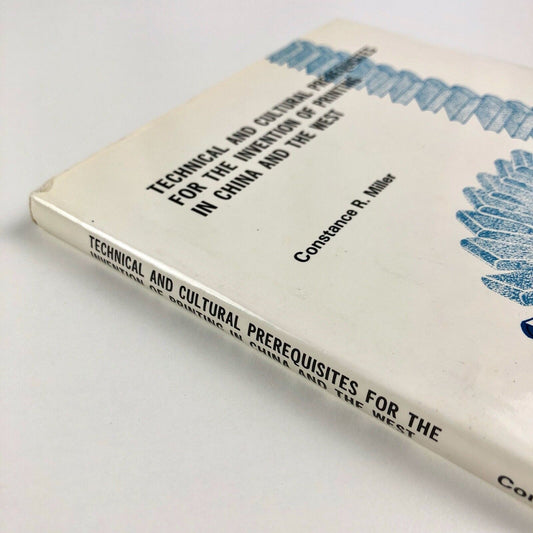 TECHNICAL AND CULTURAL PREREQUISITES
FOR THE INVENTION OF PRINTING
IN CHINA AND THE WEST
Constance R. Miller
TECHNICAL AND CULTURAL PREREQUISITES FOR THE
INVENTION OF PRINTING IN CHINA AND THE WEST
Con